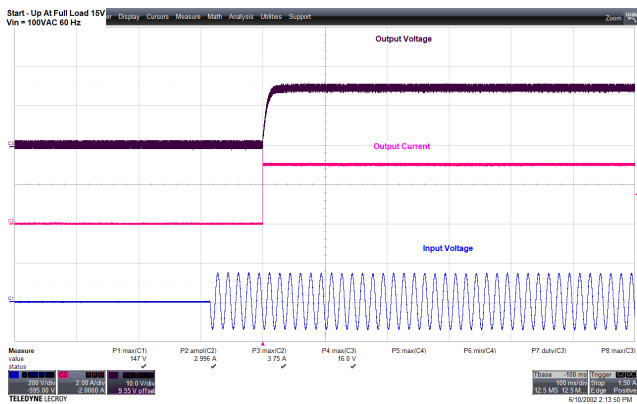 Start - Up At Full Load 15V
Vin = 100VAC 60 Hz
er Display Cursors Measure Math Analysis Utilities Support
Zoom
Output Voltage
C3
Output Current
C2
Input Voltage
C1
Measure P1:max(C1) P2:ampl(C2) P3:max(C2) P4:max(C3) P5:max(C4) P6:min(C4) P7:duty(C3) P8:max(C3)
value 147 V 2.996 A 3.75 A 16.0 V
status
200 V/div 2.00 A/div 10.0 V/div
-595.00 V -2.0000 A 9.55 V offset
Tbase -100 ms Trigger
100 ms/div Stop 1.50 A
12.5 MS 12.5 M Edge Positive
TELEDYNE LECROY
6/10/2002 2:13:50 PM